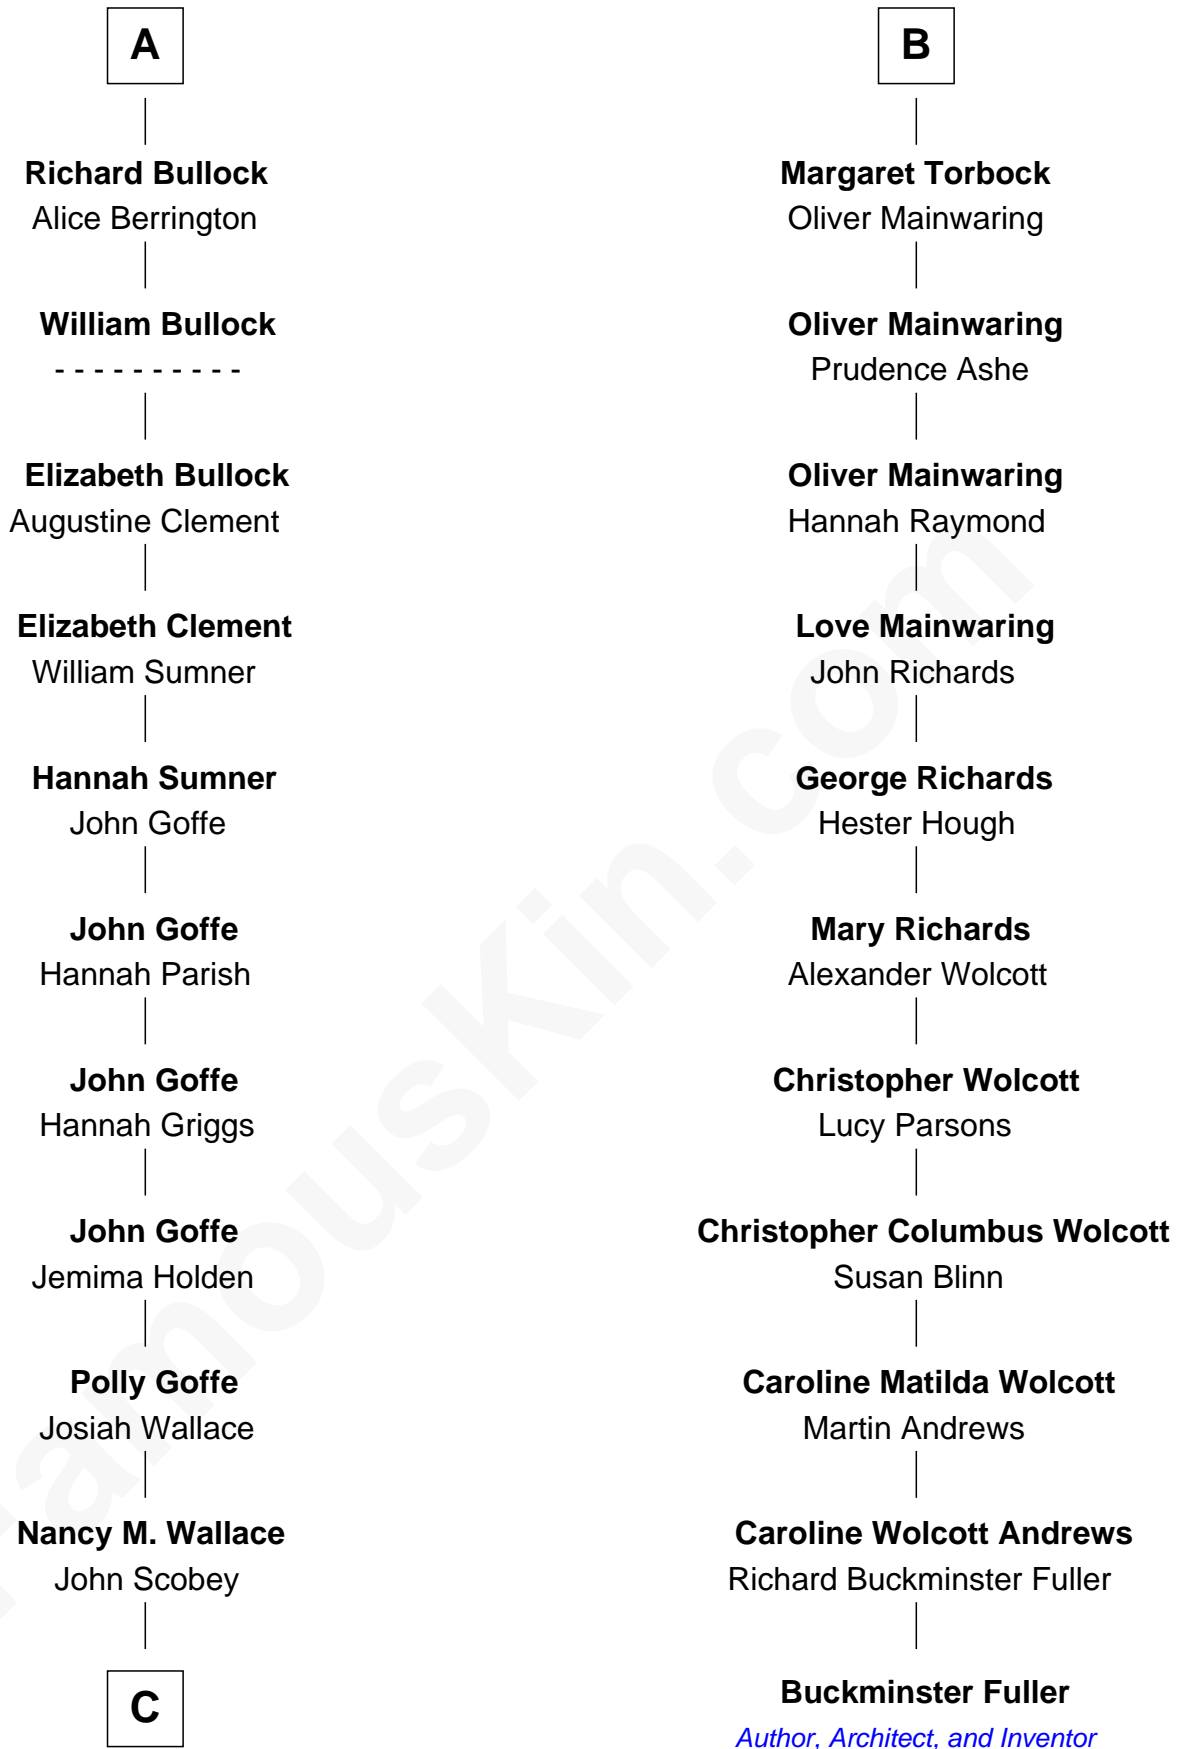 A
Richard Bullock
Alice Berrington
William Bullock
- - - - - - - - - -
Elizabeth Bullock
Augustine Clement
Elizabeth Clement
William Sumner
Hannah Sumner
John Goffe
John Goffe
Hannah Parish
John Goffe
Hannah Griggs
John Goffe
Jemima Holden
Polly Goffe
Josiah Wallace
Nancy M. Wallace
John Scobey
C
B
Margaret Torbock
Oliver Mainwaring
Oliver Mainwaring
Prudence Ashe
Oliver Mainwaring
Hannah Raymond
Love Mainwaring
John Richards
George Richards
Hester Hough
Mary Richards
Alexander Wolcott
Christopher Wolcott
Lucy Parsons
Christopher Columbus Wolcott
Susan Blinn
Caroline Matilda Wolcott
Martin Andrews
Caroline Wolcott Andrews
Richard Buckminster Fuller
Buckminster Fuller
Author, Architect, and Inventor
FamousKin.com